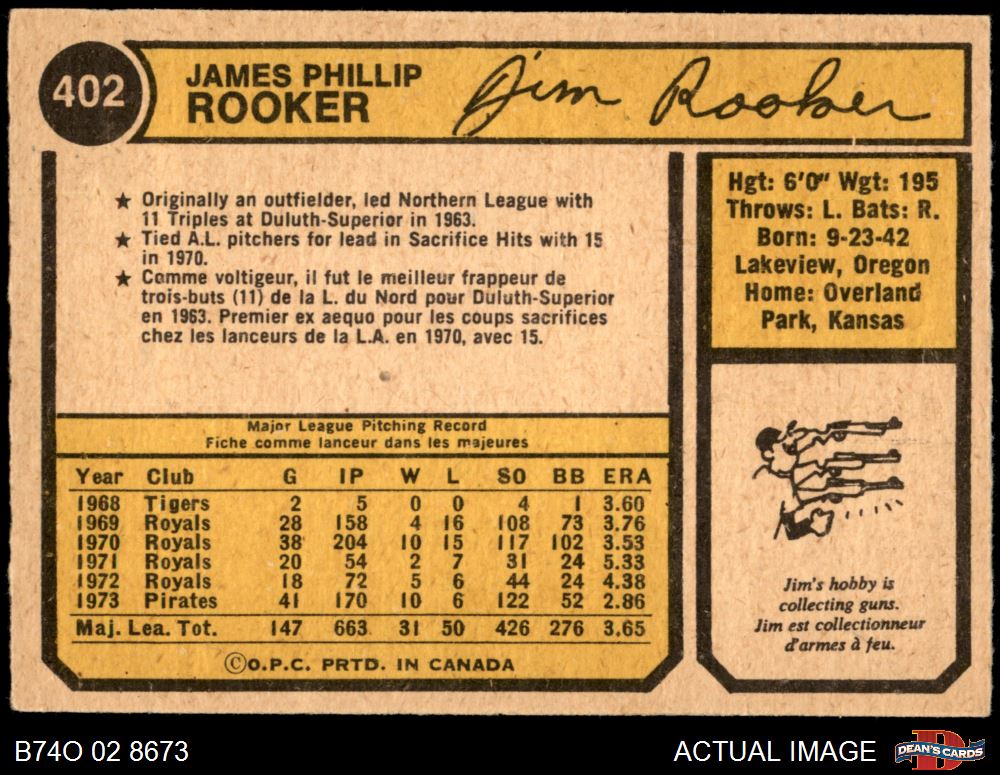 402
JAMES PHILLIP
ROOKER
Jim Rooker
★ Originally an outfielder, led Northern League with
11 Triples at Duluth-Superior in 1963.
★ Tied A.L. pitchers for lead in Sacrifice Hits with 15
in 1970.
★ Comme voltigeur, il fut le meilleur frappeur de
trois-buts (11) de la L. du Nord pour Duluth-Superior
en 1963. Premier ex aequo pour les coups sacrifices
chez les lanceurs de la L.A. en 1970, avec 15.
Hgt: 6'0" Wgt: 195
Throws: L. Bats: R.
Born: 9-23-42
Lakeview, Oregon
Home: Overland
Park, Kansas
Major League Pitching Record
Fiche comme lanceur dans les majeures
Year Club G IP W L SO BB ERA
1968 Tigers 2 5 0 0 4 1 3.60
1969 Royals 28 158 4 16 108 73 3.76
1970 Royals 38 204 10 15 117 102 3.53
1971 Royals 20 54 2 7 31 24 5.33
1972 Royals 18 72 5 6 44 24 4.38
1973 Pirates 41 170 10 6 122 52 2.86
Maj. Lea. Tot. 147 663 31 50 426 276 3.65
©O.P.C. PRTD. IN CANADA
Jim's hobby is
collecting guns.
Jim est collectionneur
d'armes à feu.
B74O 02 8673
ACTUAL IMAGE
D
DEAN'S CARDS